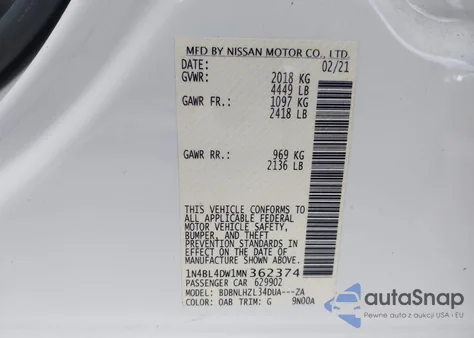 MFD BY NISSAN MOTOR CO., LTD.
DATE: 02/21
GVWR: 2018 KG
4449 LB
GAWR FR.: 1097 KG
2418 LB
GAWR RR.: 969 KG
2136 LB
THIS VEHICLE CONFORMS
TO ALL APPLICABLE FEDERAL
MOTOR VEHICLE SAFETY,
BUMPER, AND THEFT
PREVENTION STANDARDS
IN EFFECT ON THE DATE OF
MANUFACTURE SHOWN ABOVE.
1N4BL4DW1MN362374
PASSENGER CAR 629902
MODEL: BDBNLHZL34DUA---ZA
COLOR: QAB TRIM: G 9N00A
autoSnap
Pewne auta z aukcji USA i EU